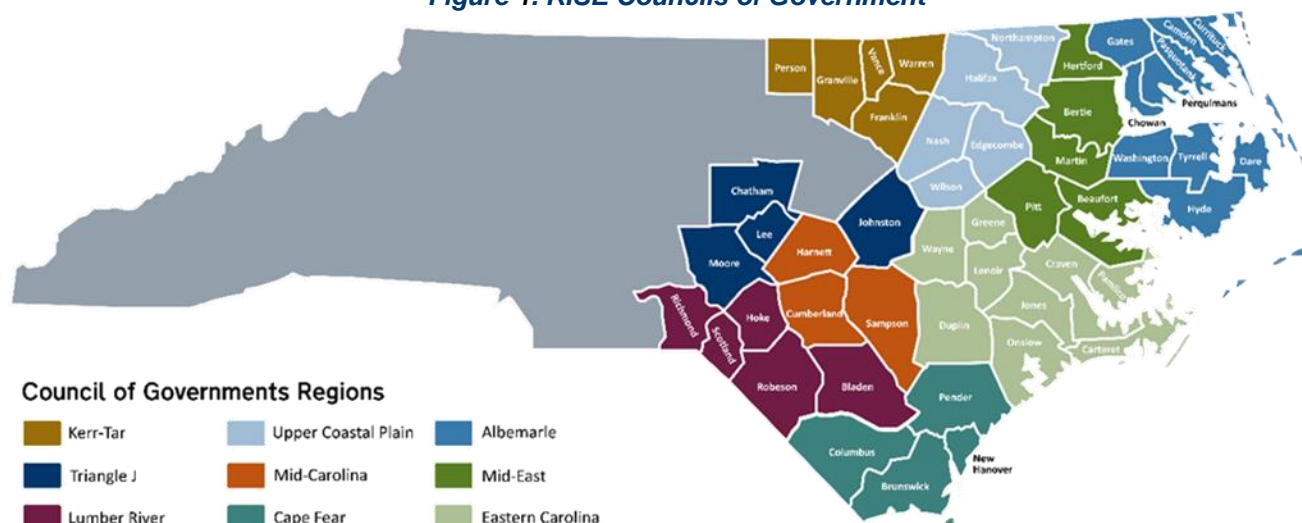 Figure 1. RISE Councils of Government
Northampton
Gates
Camden
Currituck
Pasquotank
Person
Granville
Vance
Warren
Halifax
Hertford
Perquimans
Bertie
Chowan
Franklin
Nash
Edgecombe
Martin
Washington
Tyrrell
Dare
Chatham
Wilson
Beaufort
Hyde
Johnston
Greene
Pitt
Lee
Harnett
Wayne
Moore
Lenoir
Craven
Pamlico
Richmond
Hoke
Cumberland
Sampson
Duplin
Jones
Scotland
Onslow
Carteret
Robeson
Bladen
Pender
Columbus
New
Hanover
Brunswick
Council of Governments Regions
Kerr-Tar
Upper Coastal Plain
Albemarle
Triangle J
Mid-Carolina
Mid-East
Lumber River
Cape Fear
Eastern Carolina